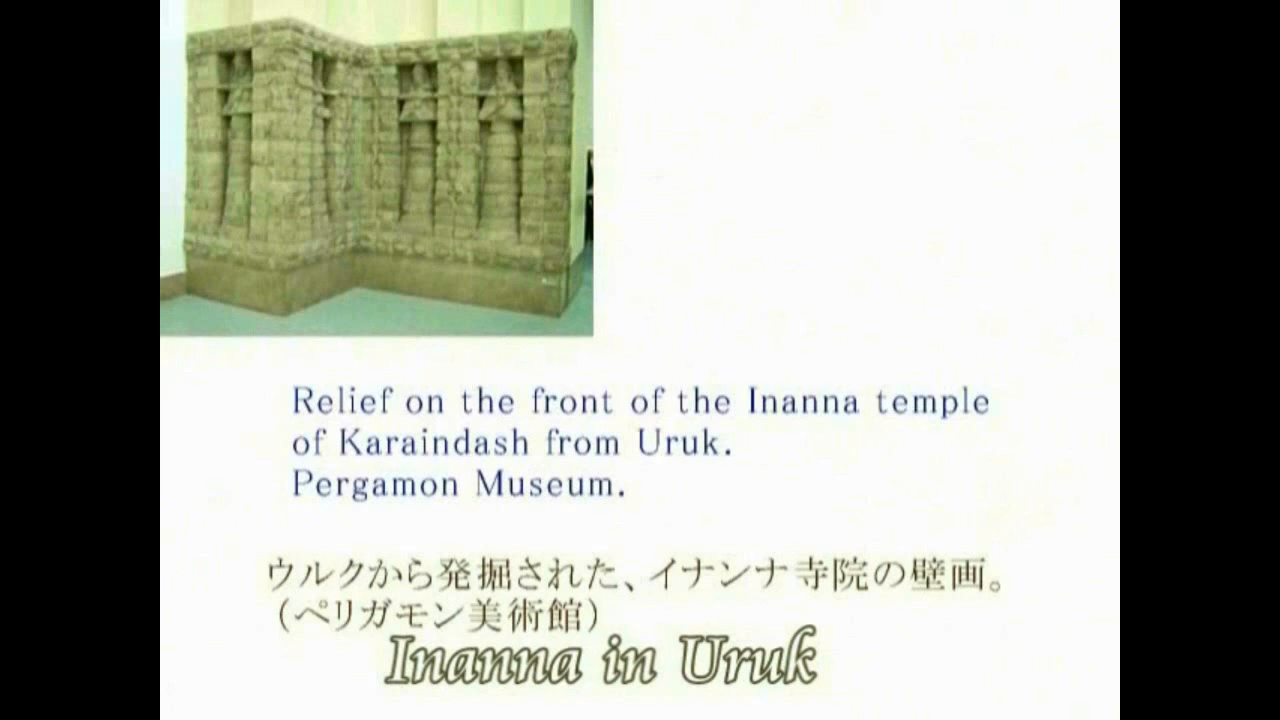 Relief on the front of the Inanna temple
of Karaindash from Uruk.
Pergamon Museum.
ウルクから発掘された、イナンナ寺院の壁画。
（ペリガモン美術館）
Inanna in Uruk